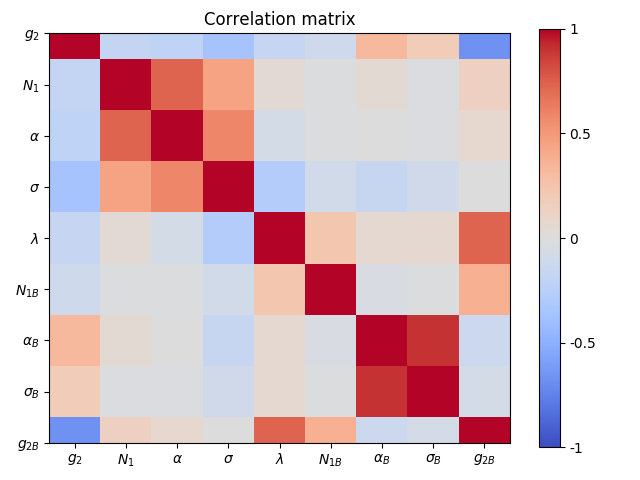 Correlation matrix
g₂
N₁
α
σ
λ
N₁B
αB
σB
g₂B
g₂ N₁ α σ λ N₁B αB σB g₂B
1
0.5
0
-0.5
-1